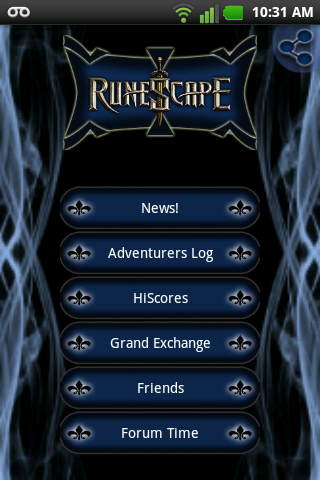 10:31 AM
RUNESCAPE
News!
Adventurers Log
HiScores
Grand Exchange
Friends
Forum Time